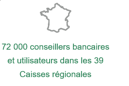 72 000 conseillers bancaires
et utilisateurs dans les 39
Caisses régionales